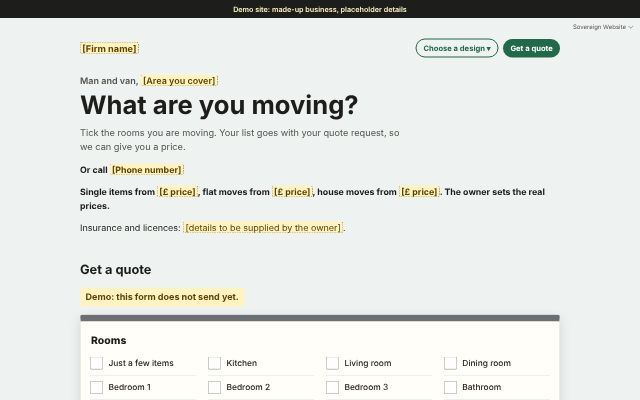 Demo site: made-up business, placeholder details
Sovereign Website
[Firm name]
Choose a design ▾
Get a quote
Man and van, [Area you cover]
What are you moving?
Tick the rooms you are moving. Your list goes with your quote request, so
we can give you a price.
Or call [Phone number]
Single items from [£ price], flat moves from [£ price], house moves from [£ price]. The owner sets the real
prices.
Insurance and licences: [details to be supplied by the owner].
Get a quote
Demo: this form does not send yet.
Rooms
Just a few items
Kitchen
Living room
Dining room
Bedroom 1
Bedroom 2
Bedroom 3
Bathroom